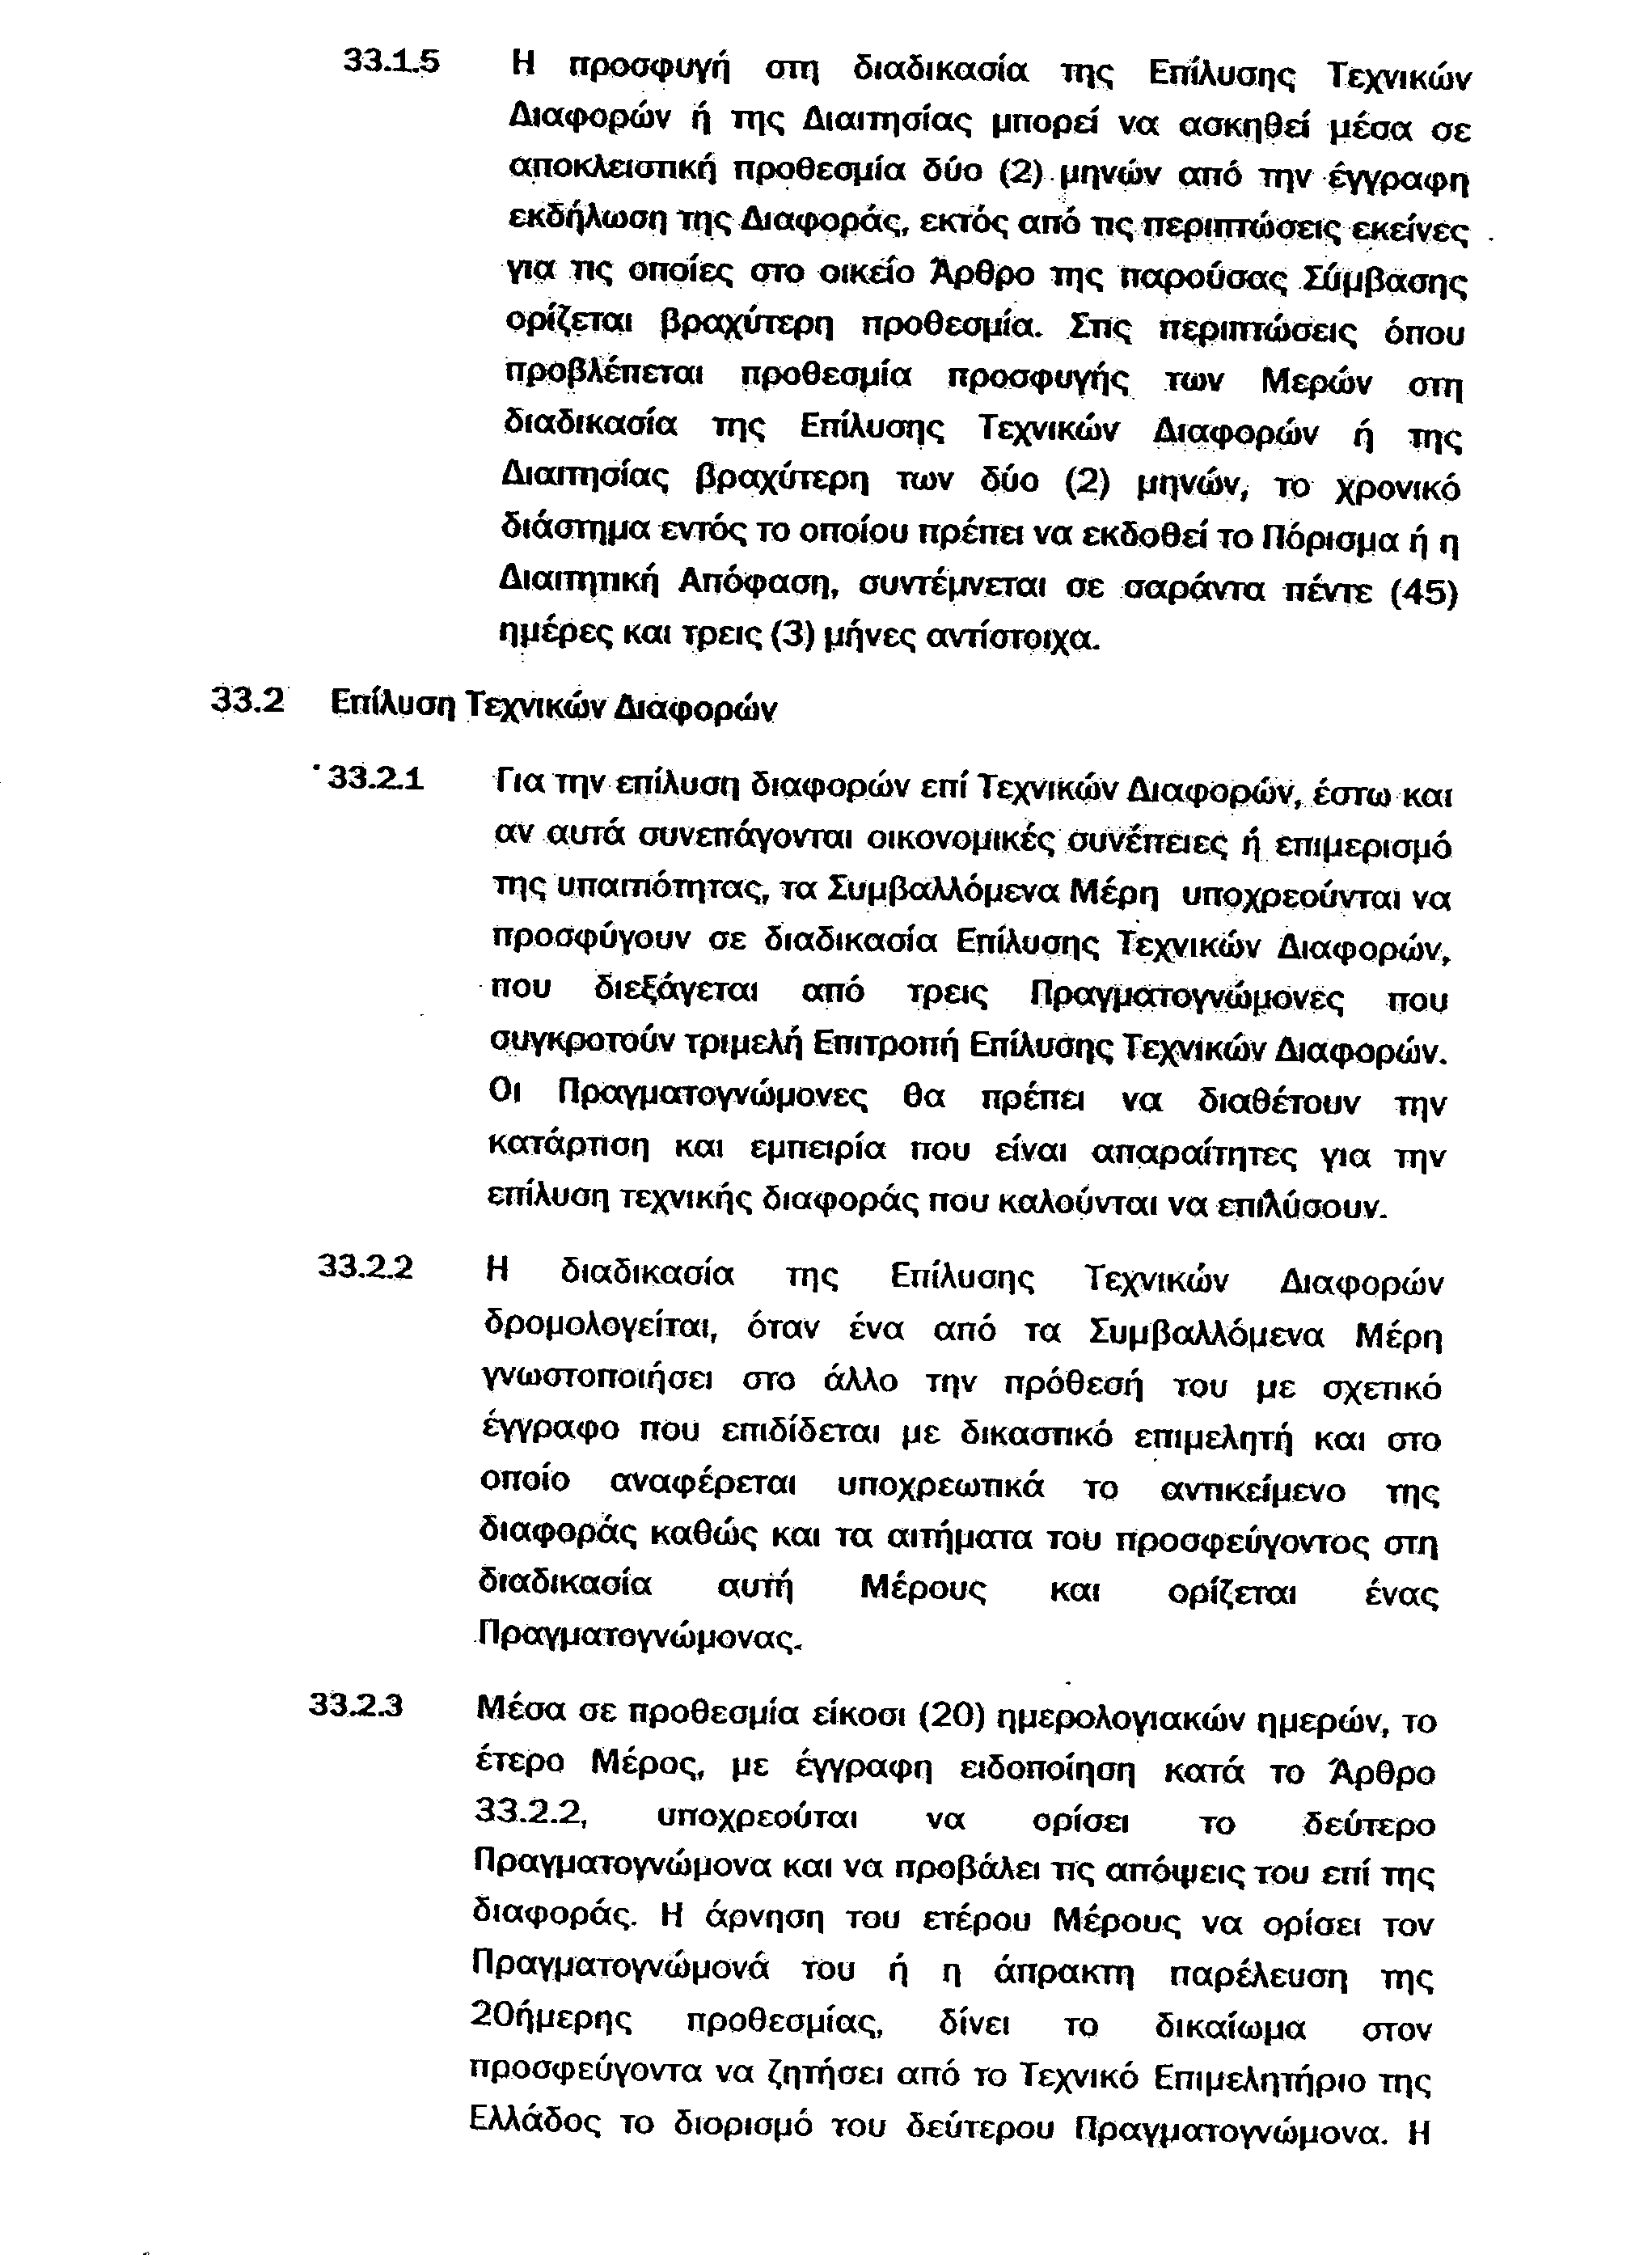 33.1.5 Η προσφυγή στη διαδικασία της Επίλυσης Τεχνικών
Διαφορών ή της Διαιτησίας μπορεί να ασκηθεί μέσα σε
αποκλειστική προθεσμία δύο (2) μηνών από την έγγραφη
εκδήλωση της Διαφοράς, εκτός από τις περιπτώσεις εκείνες
για τις οποίες στο οικείο Άρθρο της παρούσας Σύμβασης
ορίζεται βραχύτερη προθεσμία. Στις περιπτώσεις όπου
προβλέπεται προθεσμία προσφυγής των Μερών στη
διαδικασία της Επίλυσης Τεχνικών Διαφορών ή της
Διαιτησίας βραχύτερη των δύο (2) μηνών, το χρονικό
διάστημα εντός το οποίου πρέπει να εκδοθεί το Πόρισμα ή η
Διαιτητική Απόφαση, συντέμνεται σε σαράντα πέντε (45)
ημέρες και τρεις (3) μήνες αντίστοιχα.
33.2 Επίλυση Τεχνικών Διαφορών
33.2.1 Για την επίλυση διαφορών επί Τεχνικών Διαφορών, έστω και
αν αυτά συνεπάγονται οικονομικές συνέπειες ή επιμερισμό
της υπαιτιότητας, τα Συμβαλλόμενα Μέρη υποχρεούνται να
προσφύγουν σε διαδικασία Επίλυσης Τεχνικών Διαφορών,
που διεξάγεται από τρεις Πραγματογνώμονες που
συγκροτούν τριμελή Επιτροπή Επίλυσης Τεχνικών Διαφορών.
Οι Πραγματογνώμονες θα πρέπει να διαθέτουν την
κατάρτιση και εμπειρία που είναι απαραίτητες για την
επίλυση τεχνικής διαφοράς που καλούνται να επιλύσουν.
33.2.2 Η διαδικασία της Επίλυσης Τεχνικών Διαφορών
δρομολογείται, όταν ένα από τα Συμβαλλόμενα Μέρη
γνωστοποιήσει στο άλλο την πρόθεσή του με σχετικό
έγγραφο που επιδίδεται με δικαστικό επιμελητή και στο
οποίο αναφέρεται υποχρεωτικά το αντικείμενο της
διαφοράς καθώς και τα αιτήματα του προσφεύγοντος στη
διαδικασία αυτή Μέρους και ορίζεται ένας
Πραγματογνώμονας.
33.2.3 Μέσα σε προθεσμία είκοσι (20) ημερολογιακών ημερών, το
έτερο Μέρος, με έγγραφη ειδοποίηση κατά το Άρθρο
33.2.2, υποχρεούται να ορίσει το δεύτερο
Πραγματογνώμονα και να προβάλει τις απόψεις του επί της
διαφοράς. Η άρνηση του ετέρου Μέρους να ορίσει τον
Πραγματογνώμονά του ή η άπρακτη παρέλευση της
20ήμερης προθεσμίας, δίνει το δικαίωμα στον
προσφεύγοντα να ζητήσει από το Τεχνικό Επιμελητήριο της
Ελλάδος το διορισμό του δεύτερου Πραγματογνώμονα. Η